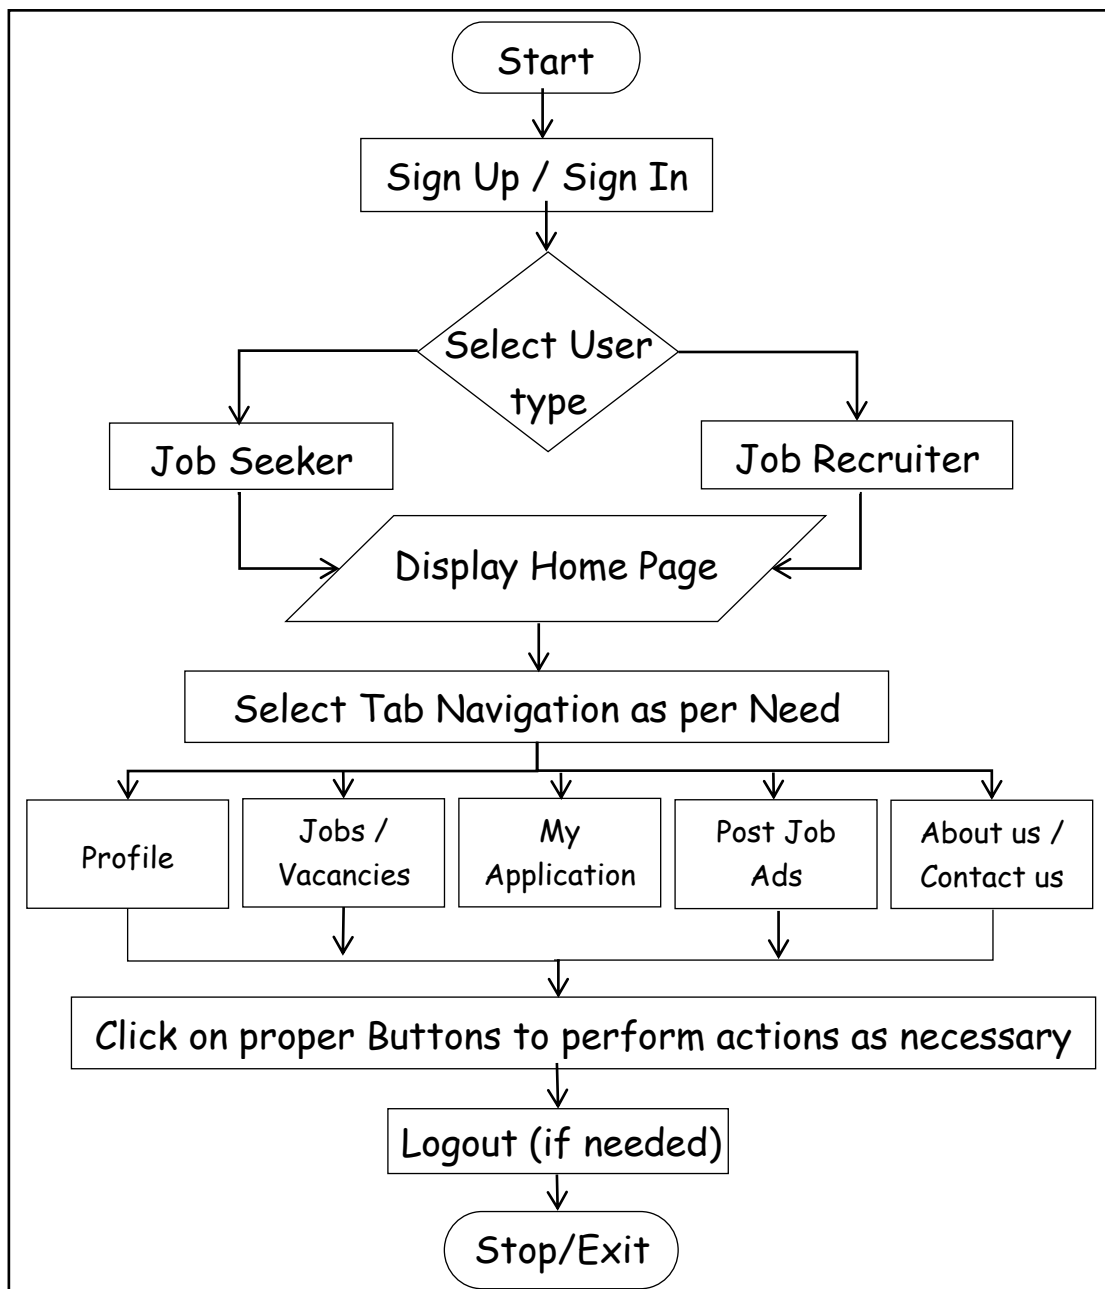 Start
Sign Up / Sign In
Select User
type
Job Seeker
Job Recruiter
Display Home Page
Select Tab Navigation as per Need
Profile
Jobs /
Vacancies
My
Application
Post Job
Ads
About us /
Contact us
Click on proper Buttons to perform actions as necessary
Logout (if needed)
Stop/Exit